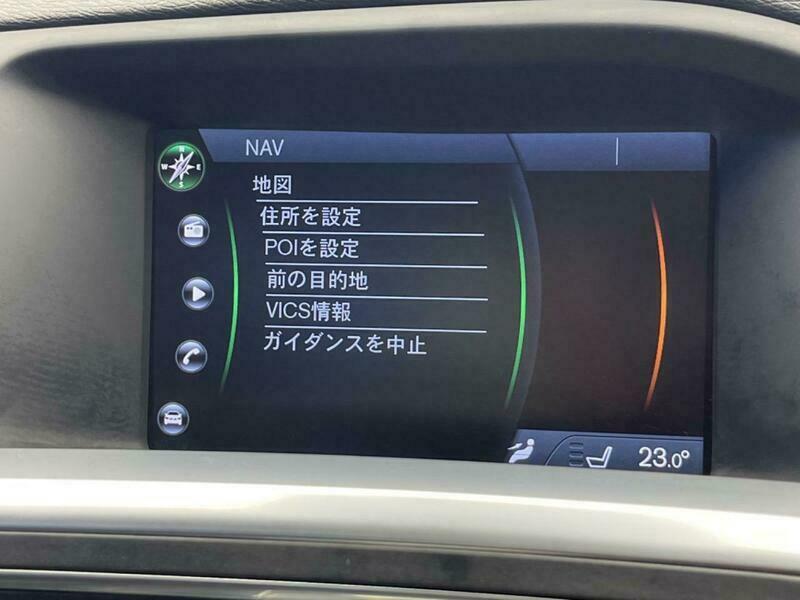 NAV
地図
住所を設定
POIを設定
前の目的地
VICS情報
ガイダンスを中止
N
W E
S
23.0°